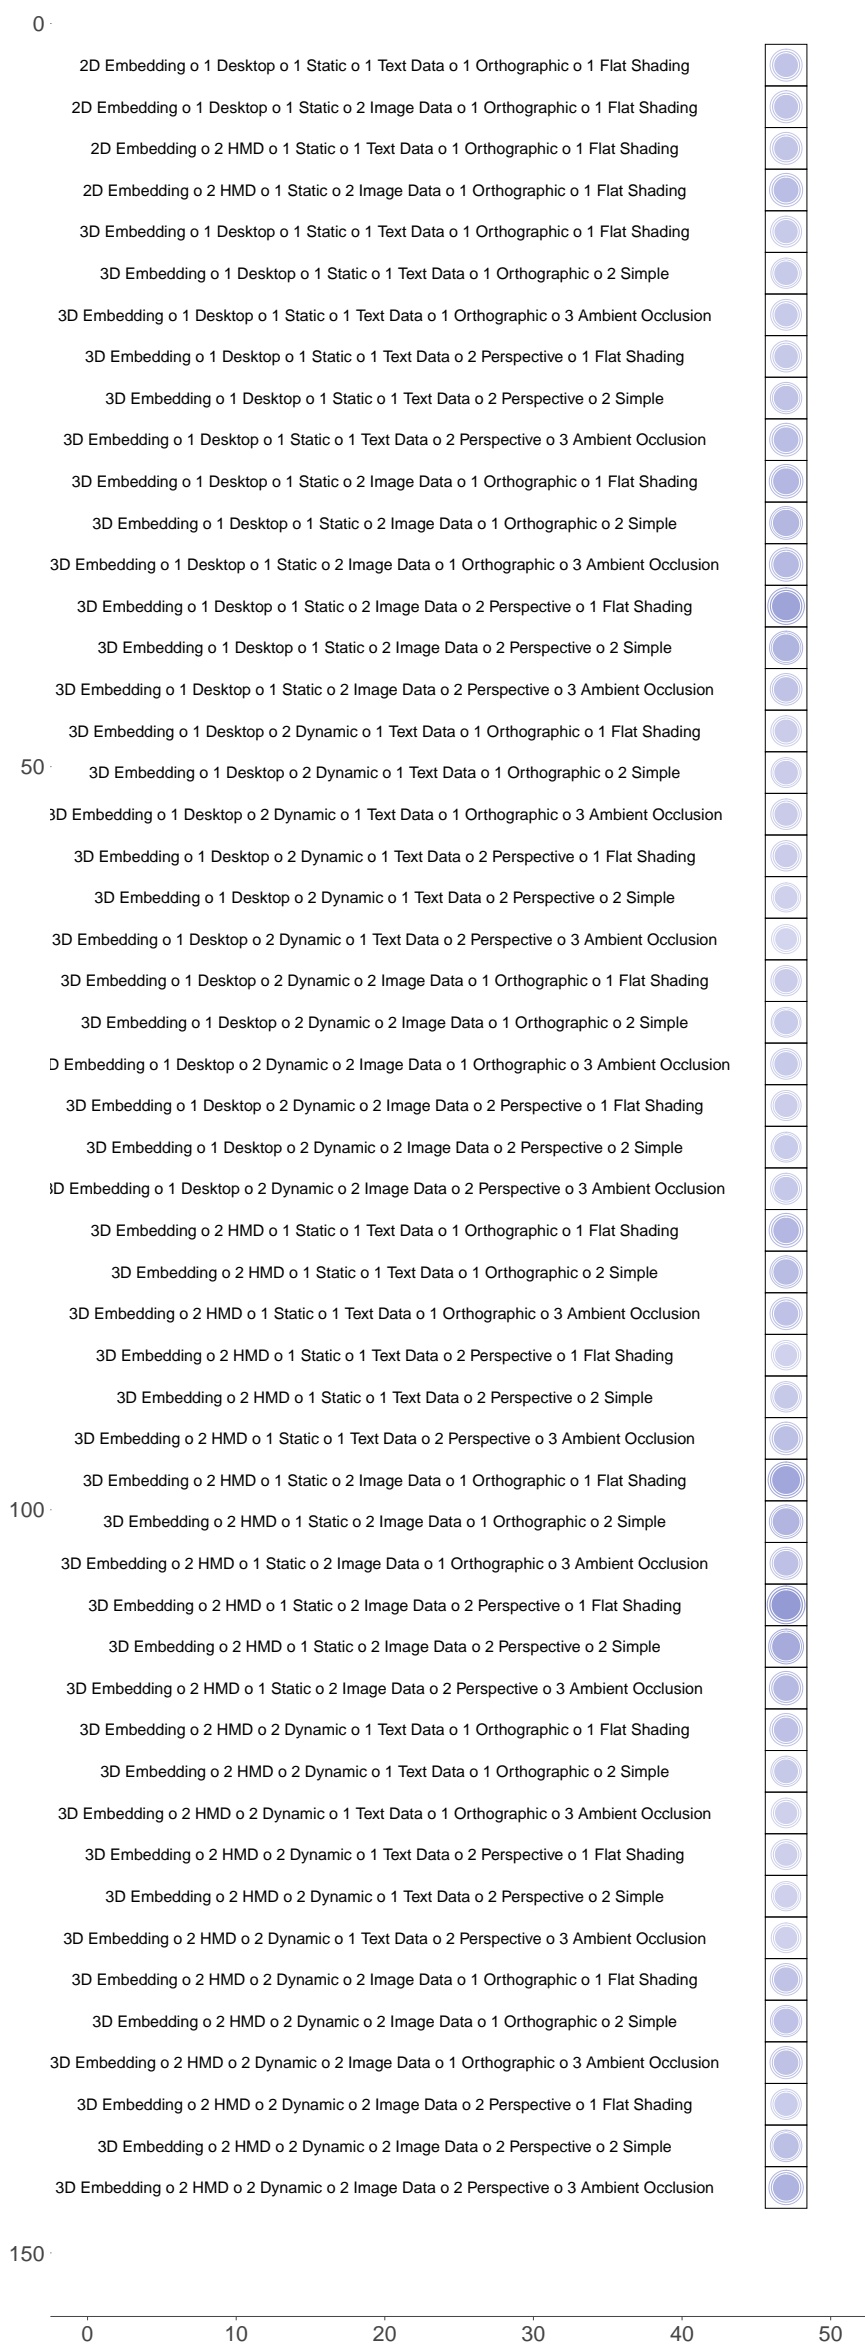 0
2D Embedding o 1 Desktop o 1 Static o 1 Text Data o 1 Orthographic o 1 Flat Shading
2D Embedding o 1 Desktop o 1 Static o 2 Image Data o 1 Orthographic o 1 Flat Shading
2D Embedding o 2 HMD o 1 Static o 1 Text Data o 1 Orthographic o 1 Flat Shading
2D Embedding o 2 HMD o 1 Static o 2 Image Data o 1 Orthographic o 1 Flat Shading
3D Embedding o 1 Desktop o 1 Static o 1 Text Data o 1 Orthographic o 1 Flat Shading
3D Embedding o 1 Desktop o 1 Static o 1 Text Data o 1 Orthographic o 2 Simple
3D Embedding o 1 Desktop o 1 Static o 1 Text Data o 1 Orthographic o 3 Ambient Occlusion
3D Embedding o 1 Desktop o 1 Static o 1 Text Data o 2 Perspective o 1 Flat Shading
3D Embedding o 1 Desktop o 1 Static o 1 Text Data o 2 Perspective o 2 Simple
3D Embedding o 1 Desktop o 1 Static o 1 Text Data o 2 Perspective o 3 Ambient Occlusion
3D Embedding o 1 Desktop o 1 Static o 2 Image Data o 1 Orthographic o 1 Flat Shading
3D Embedding o 1 Desktop o 1 Static o 2 Image Data o 1 Orthographic o 2 Simple
3D Embedding o 1 Desktop o 1 Static o 2 Image Data o 1 Orthographic o 3 Ambient Occlusion
3D Embedding o 1 Desktop o 1 Static o 2 Image Data o 2 Perspective o 1 Flat Shading
3D Embedding o 1 Desktop o 1 Static o 2 Image Data o 2 Perspective o 2 Simple
3D Embedding o 1 Desktop o 1 Static o 2 Image Data o 2 Perspective o 3 Ambient Occlusion
3D Embedding o 1 Desktop o 2 Dynamic o 1 Text Data o 1 Orthographic o 1 Flat Shading
50
3D Embedding o 1 Desktop o 2 Dynamic o 1 Text Data o 1 Orthographic o 2 Simple
3D Embedding o 1 Desktop o 2 Dynamic o 1 Text Data o 1 Orthographic o 3 Ambient Occlusion
3D Embedding o 1 Desktop o 2 Dynamic o 1 Text Data o 2 Perspective o 1 Flat Shading
3D Embedding o 1 Desktop o 2 Dynamic o 1 Text Data o 2 Perspective o 2 Simple
3D Embedding o 1 Desktop o 2 Dynamic o 1 Text Data o 2 Perspective o 3 Ambient Occlusion
3D Embedding o 1 Desktop o 2 Dynamic o 2 Image Data o 1 Orthographic o 1 Flat Shading
3D Embedding o 1 Desktop o 2 Dynamic o 2 Image Data o 1 Orthographic o 2 Simple
D Embedding o 1 Desktop o 2 Dynamic o 2 Image Data o 1 Orthographic o 3 Ambient Occlusion
3D Embedding o 1 Desktop o 2 Dynamic o 2 Image Data o 2 Perspective o 1 Flat Shading
3D Embedding o 1 Desktop o 2 Dynamic o 2 Image Data o 2 Perspective o 2 Simple
3D Embedding o 1 Desktop o 2 Dynamic o 2 Image Data o 2 Perspective o 3 Ambient Occlusion
3D Embedding o 2 HMD o 1 Static o 1 Text Data o 1 Orthographic o 1 Flat Shading
3D Embedding o 2 HMD o 1 Static o 1 Text Data o 1 Orthographic o 2 Simple
3D Embedding o 2 HMD o 1 Static o 1 Text Data o 1 Orthographic o 3 Ambient Occlusion
3D Embedding o 2 HMD o 1 Static o 1 Text Data o 2 Perspective o 1 Flat Shading
3D Embedding o 2 HMD o 1 Static o 1 Text Data o 2 Perspective o 2 Simple
3D Embedding o 2 HMD o 1 Static o 1 Text Data o 2 Perspective o 3 Ambient Occlusion
3D Embedding o 2 HMD o 1 Static o 2 Image Data o 1 Orthographic o 1 Flat Shading
100
3D Embedding o 2 HMD o 1 Static o 2 Image Data o 1 Orthographic o 2 Simple
3D Embedding o 2 HMD o 1 Static o 2 Image Data o 1 Orthographic o 3 Ambient Occlusion
3D Embedding o 2 HMD o 1 Static o 2 Image Data o 2 Perspective o 1 Flat Shading
3D Embedding o 2 HMD o 1 Static o 2 Image Data o 2 Perspective o 2 Simple
3D Embedding o 2 HMD o 1 Static o 2 Image Data o 2 Perspective o 3 Ambient Occlusion
3D Embedding o 2 HMD o 2 Dynamic o 1 Text Data o 1 Orthographic o 1 Flat Shading
3D Embedding o 2 HMD o 2 Dynamic o 1 Text Data o 1 Orthographic o 2 Simple
3D Embedding o 2 HMD o 2 Dynamic o 1 Text Data o 1 Orthographic o 3 Ambient Occlusion
3D Embedding o 2 HMD o 2 Dynamic o 1 Text Data o 2 Perspective o 1 Flat Shading
3D Embedding o 2 HMD o 2 Dynamic o 1 Text Data o 2 Perspective o 2 Simple
3D Embedding o 2 HMD o 2 Dynamic o 1 Text Data o 2 Perspective o 3 Ambient Occlusion
3D Embedding o 2 HMD o 2 Dynamic o 2 Image Data o 1 Orthographic o 1 Flat Shading
3D Embedding o 2 HMD o 2 Dynamic o 2 Image Data o 1 Orthographic o 2 Simple
3D Embedding o 2 HMD o 2 Dynamic o 2 Image Data o 1 Orthographic o 3 Ambient Occlusion
3D Embedding o 2 HMD o 2 Dynamic o 2 Image Data o 2 Perspective o 1 Flat Shading
3D Embedding o 2 HMD o 2 Dynamic o 2 Image Data o 2 Perspective o 2 Simple
3D Embedding o 2 HMD o 2 Dynamic o 2 Image Data o 2 Perspective o 3 Ambient Occlusion
150
0 10 20 30 40 50